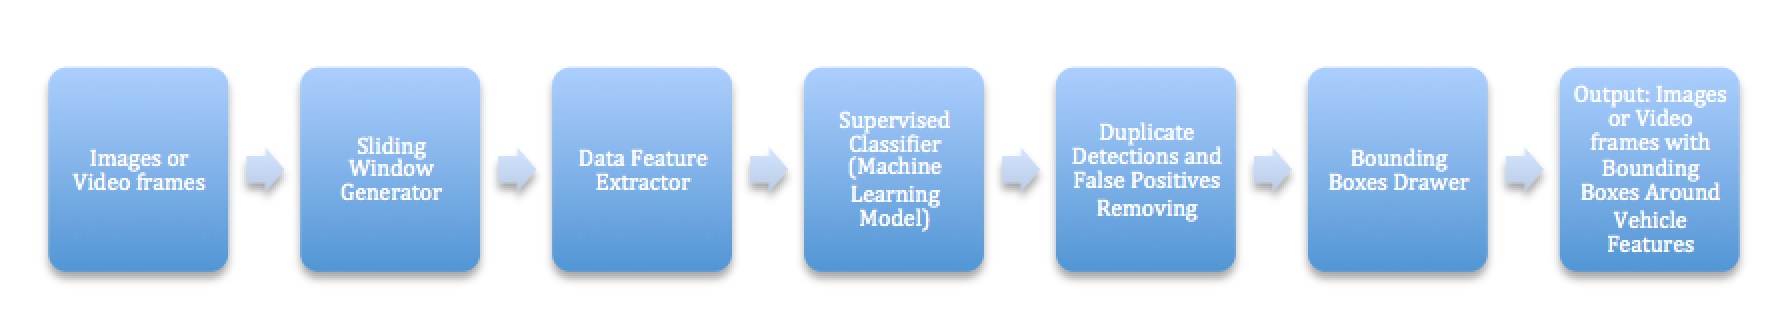 Images or
Video frames
Sliding
Window
Generator
Data Feature
Extractor
Supervised
Classifier
(Machine
Learning
Model)
Duplicate
Detections and
False Positives
Removing
Bounding
Boxes Drawer
Output: Images
or Video
frames with
Bounding
Boxes Around
Vehicle
Features